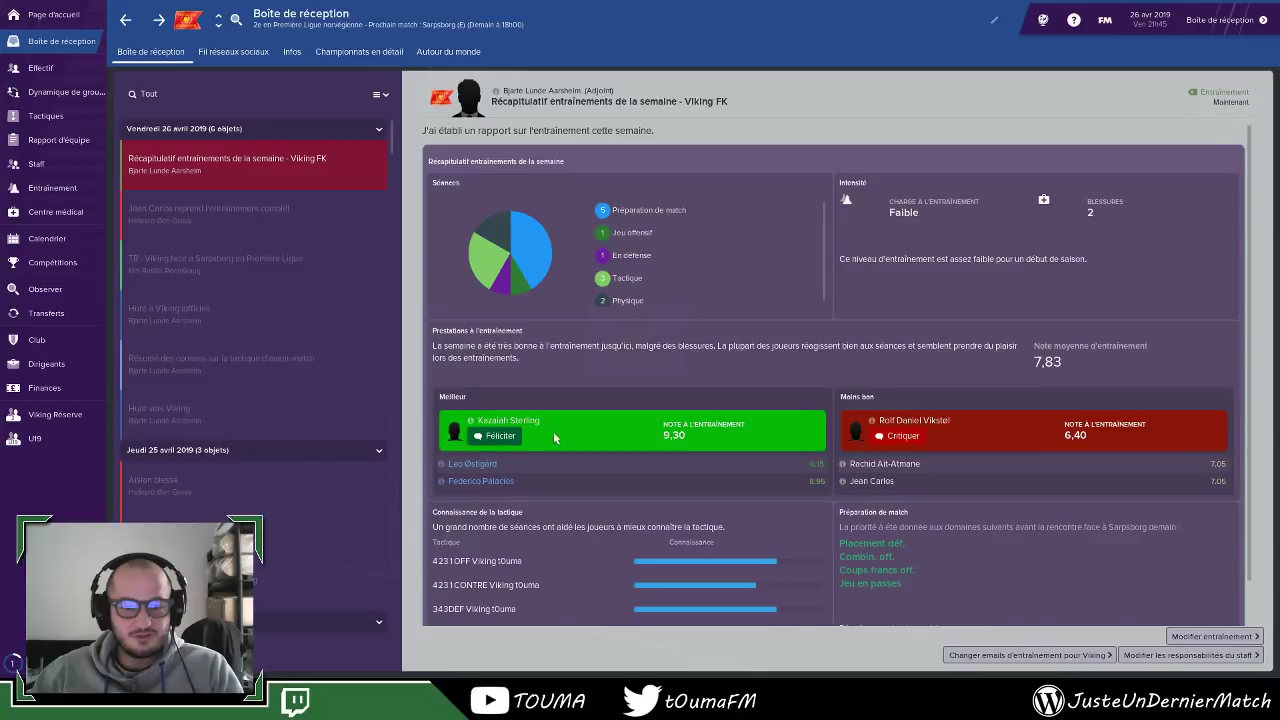 Page d'accueil
Boîte de réception
Effectif
Dynamique de grou...
Tactiques
Rapport d'équipe
Staff
Entraînement
Centre médical
Calendrier
Compétitions
Observer
Transferts
Club
Dirigeants
Finances
Viking Réserve
U19
1
Boîte de réception
2e en Première Ligue norvégienne - Prochain match : Sarpsborg (E) (Demain à 18h00)
FM
26 avr 2019
Ven 21h45
Boîte de réception
Boîte de réception
Fil réseaux sociaux
Infos
Championnats en détail
Autour du monde
Tout
Vendredi 26 avril 2019 (6 objets)
Récapitulatif entraînements de la semaine - Viking FK
Bjarte Lunde Aarsheim
Jean Carlos reprend l'entraînement complet
Viking face à Sarpsborg en Première Ligue
Hunt à Viking (officiel)
Bjarte Lunde Aarsheim
Résumé des conseils sur la tactique d'avant-match
Bjarte Lunde Aarsheim
Hunt vers Viking
Bjarte Lunde Aarsheim
Jeudi 25 avril 2019 (3 objets)
blessé
Bjarte Lunde Aarsheim (Adjoint)
Récapitulatif entraînements de la semaine - Viking FK
Entraînement
Maintenant
J'ai établi un rapport sur l'entraînement cette semaine.
Récapitulatif entraînements de la semaine
Séances
5 Préparation de match
1 Jeu offensif
1 En défense
3 Tactique
2 Physique
Intensité
CHARGE À L'ENTRAÎNEMENT
Faible
BLESSURES
2
Ce niveau d'entraînement est assez faible pour un début de saison.
Prestations à l'entraînement
La semaine a été très bonne à l'entraînement jusqu'ici, malgré des blessures. La plupart des joueurs réagissent bien aux séances et semblent prendre du plaisir
lors des entraînements.
Note moyenne d'entraînement
7,83
Meilleur
Kazaiah Sterling
Féliciter
NOTE À L'ENTRAÎNEMENT
9,30
Leo Østigård 9.15
Federico Palacios 8.95
Moins bon
Rolf Daniel Vikstøl
Critiquer
NOTE À L'ENTRAÎNEMENT
6,40
Rachid Ait-Atmane 7.05
Jean Carlos 7.05
Connaissance de la tactique
Un grand nombre de séances ont aidé les joueurs à mieux connaître la tactique.
Tactique Connaissance
4231 OFF Viking t0uma
4231 CONTRE Viking t0uma
343DEF Viking t0uma
Préparation de match
La priorité a été donnée aux domaines suivants avant la rencontre face à Sarpsborg demain :
Placement déf.
Combin. off.
Coups francs off.
Jeu en passes
Modifier entraînement
Changer emails d'entraînement pour Viking
Modifier les responsabilités du staff
TOUMA
t0umaFM
JusteUnDernierMatch